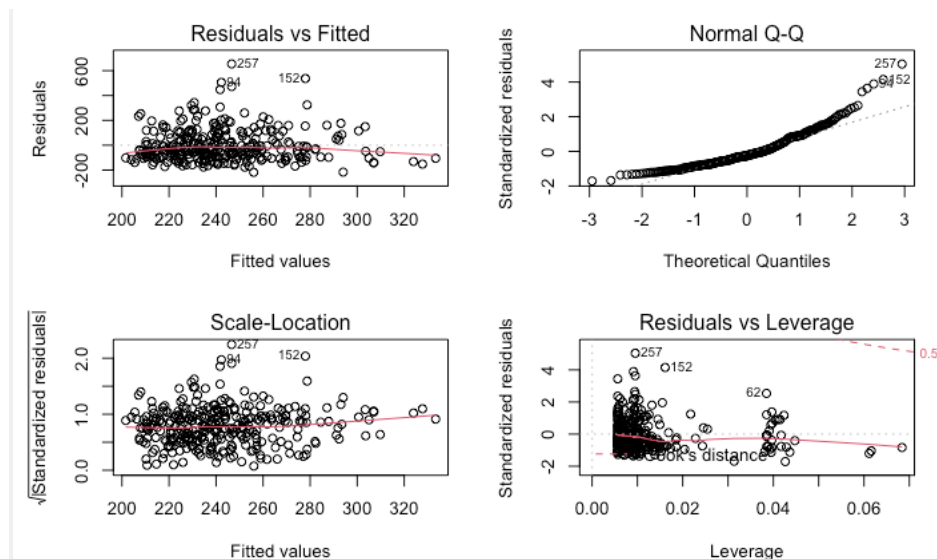 Residuals vs Fitted
Residuals
-200 200 600
257
94
152
200 220 240 260 280 300 320
Fitted values
Normal Q-Q
Standardized residuals
-2 0 2 4
257
152
94
-3 -2 -1 0 1 2 3
Theoretical Quantiles
Scale-Location
√|Standardized residuals|
0.0 1.0 2.0
257
94
152
200 220 240 260 280 300 320
Fitted values
Residuals vs Leverage
Standardized residuals
-2 0 2 4
257
152
62
0.5
Cook's distance
0.00 0.02 0.04 0.06
Leverage